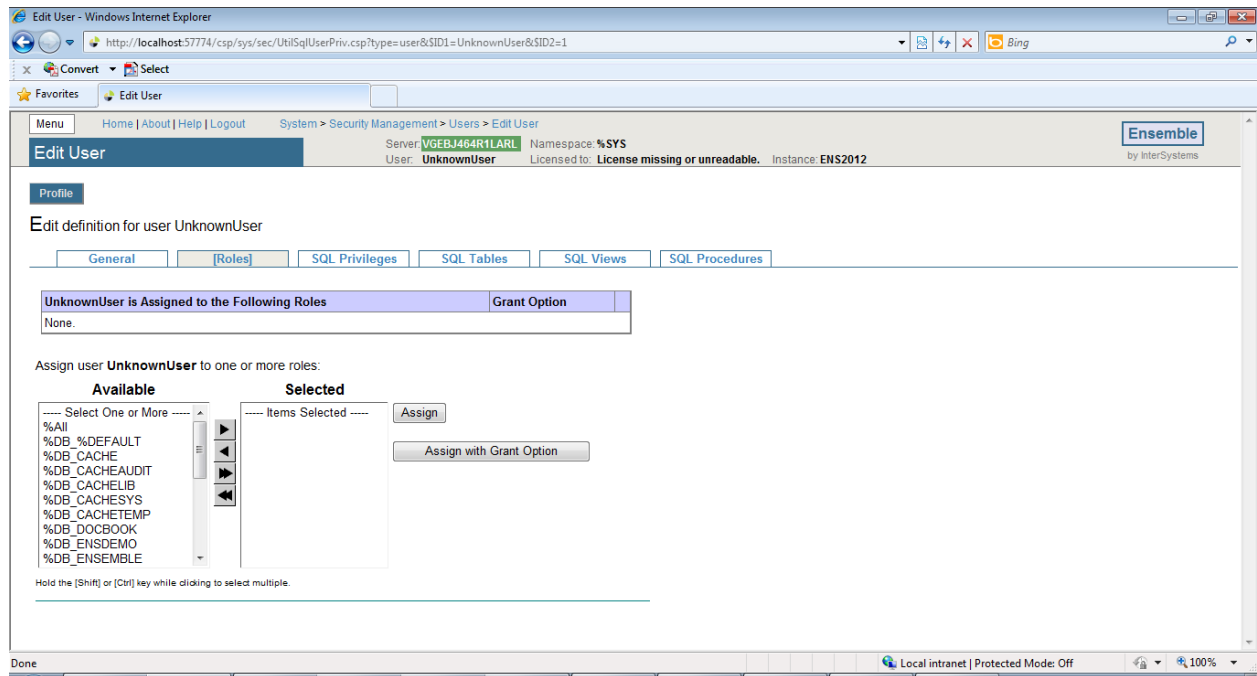 Edit User - Windows Internet Explorer
http://localhost:57774/csp/sys/sec/UtilSqlUserPriv.csp?type=user&$ID1=UnknownUser&$ID2=1
Bing
x Convert Select
Favorites Edit User
Menu Home | About | Help | Logout System > Security Management > Users > Edit User
Edit User
Server: VGEBJ464R1LARL Namespace: %SYS
User: UnknownUser Licensed to: License missing or unreadable. Instance: ENS2012
Ensemble
by InterSystems
Profile
Edit definition for user UnknownUser
General [Roles] SQL Privileges SQL Tables SQL Views SQL Procedures
UnknownUser is Assigned to the Following Roles Grant Option
None.
Assign user UnknownUser to one or more roles:
Available Selected
----- Select One or More ----- ----- Items Selected ----- Assign
%All
%DB_%DEFAULT
%DB_CACHE Assign with Grant Option
%DB_CACHEAUDIT
%DB_CACHELIB
%DB_CACHESYS
%DB_CACHETEMP
%DB_DOCBOOK
%DB_ENSDEMO
%DB_ENSEMBLE
Hold the [Shift] or [Ctrl] key while clicking to select multiple.
Done Local intranet | Protected Mode: Off 100%